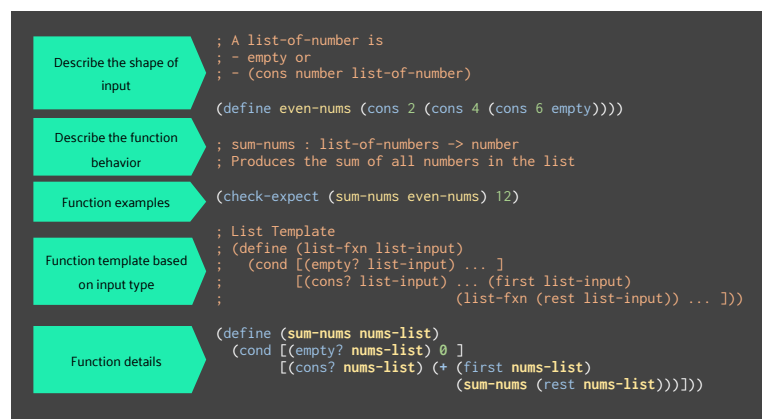 Describe the shape of
input
; A list-of-number is
; - empty or
; - (cons number list-of-number)
(define even-nums (cons 2 (cons 4 (cons 6 empty))))
Describe the function
behavior
; sum-nums : list-of-numbers -> number
; Produces the sum of all numbers in the list
Function examples
(check-expect (sum-nums even-nums) 12)
Function template based
on input type
; List Template
; (define (list-fxn list-input)
;   (cond [(empty? list-input) ... ]
;         [(cons? list-input) ... (first list-input)
;                             (list-fxn (rest list-input)) ... ]))
Function details
(define (sum-nums nums-list)
  (cond [(empty? nums-list) 0 ]
        [(cons? nums-list) (+ (first nums-list)
                              (sum-nums (rest nums-list)))]))